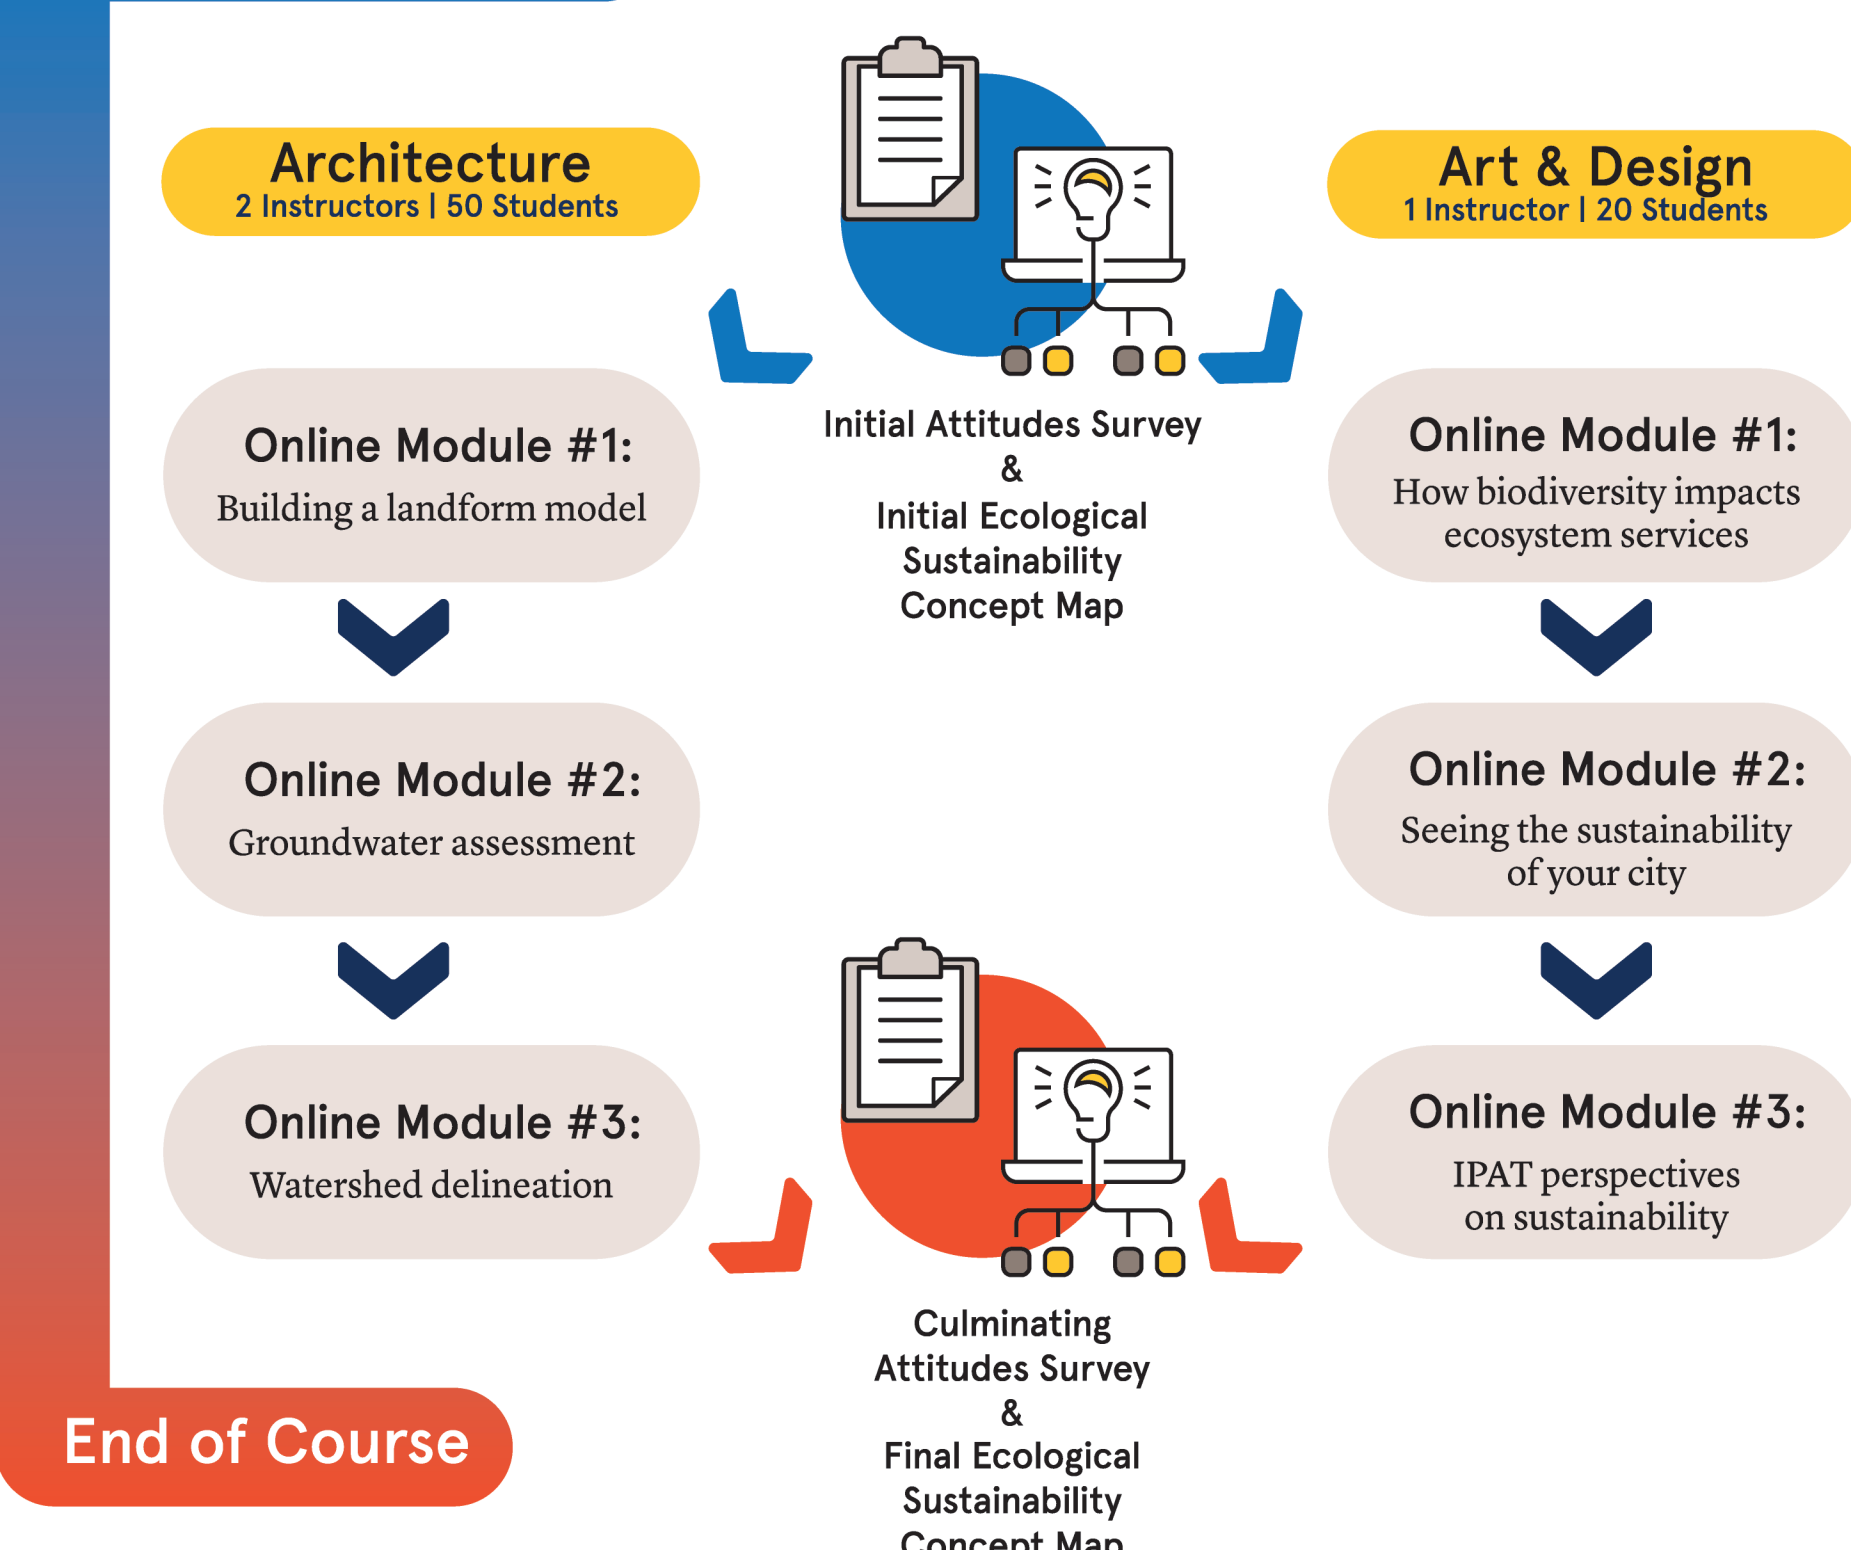 Architecture
2 Instructors | 50 Students
Online Module #1:
Building a landform model
Online Module #2:
Groundwater assessment
Online Module #3:
Watershed delineation
Initial Attitudes Survey
&
Initial Ecological
Sustainability
Concept Map
Culminating
Attitudes Survey
&
Final Ecological
Sustainability
Concept Map
Art & Design
1 Instructor | 20 Students
Online Module #1:
How biodiversity impacts
ecosystem services
Online Module #2:
Seeing the sustainability
of your city
Online Module #3:
IPAT perspectives
on sustainability
End of Course